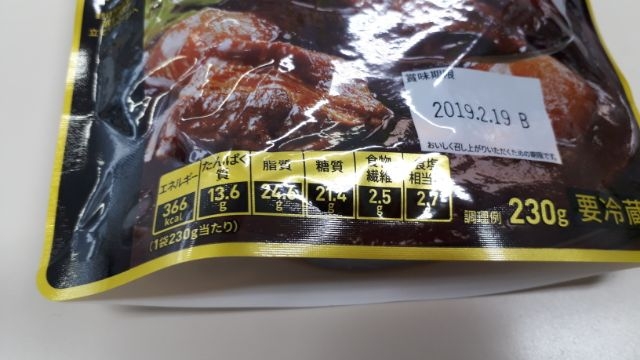 賞味期限
2019.2.19 B
おいしく召し上がりいただくための期限です。
エネルギー
366
kcal
たんぱく
質
13.6
g
脂質
24.6
g
糖質
21.4
g
食物
繊維
2.5
g
食塩
相当
2.7
(1袋230g当たり)
調理例
230g
要冷蔵